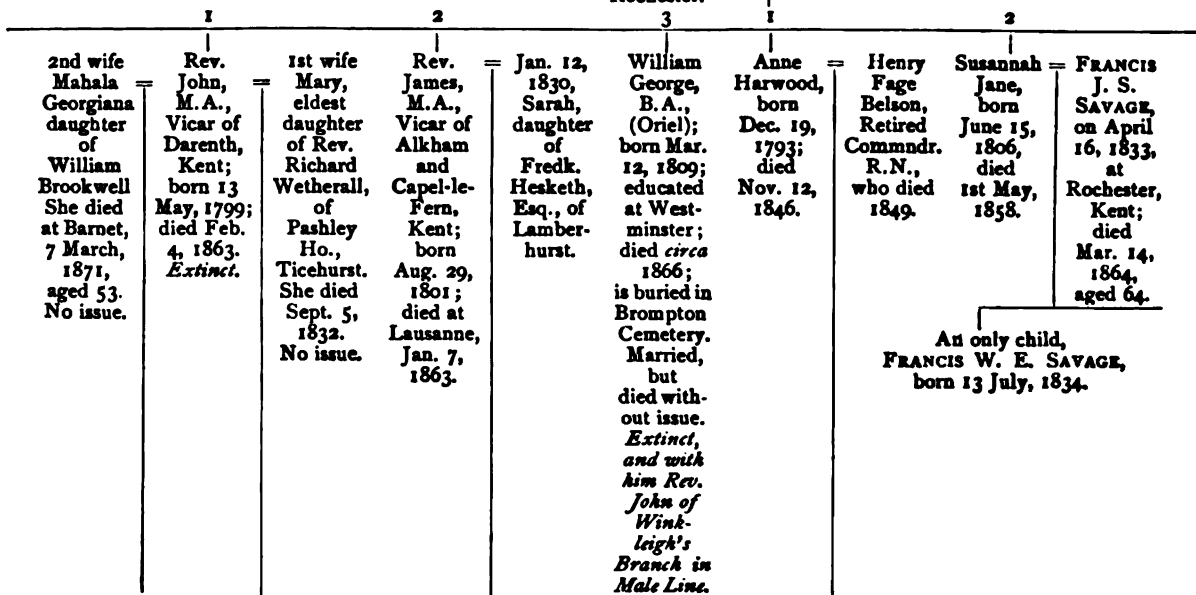 1 2 3 1 2
2nd wife
Mahala =
Georgiana
daughter
of
William
Brookwell
She died
at Barnet,
7 March,
1871,
aged 53.
No issue.
Rev.
John, =
M.A.,
Vicar of
Darenth,
Kent;
born 13
May, 1799;
died Feb.
4, 1863.
Extinct.
1st wife
Mary,
eldest
daughter
of Rev.
Richard
Wetherall,
of
Pashley
Ho.,
Ticehurst.
She died
Sept. 5,
1832.
No issue.
Rev. =
James,
M.A.,
Vicar of
Alkham
and
Capel-le-
Fern,
Kent;
born
Aug. 29,
1801;
died at
Lausanne,
Jan. 7,
1863.
Jan. 12,
1830,
Sarah,
daughter
of
Fredk.
Hesketh,
Esq., of
Lamber-
hurst.
William
George,
B.A.,
(Oriel);
born Mar.
12, 1809;
educated
at West-
minster;
died circa
1866;
is buried in
Brompton
Cemetery.
Married,
but
died with-
out issue.
Extinct,
and with
him Rev.
John of
Wink-
leigh's
Branch in
Male Line.
Anne =
Harwood,
born
Dec. 19,
1793;
died
Nov. 12,
1846.
Henry
Fage
Belson,
Retired
Commndr.
R.N.,
who died
1849.
Susannah =
Jane,
born
June 15,
1806,
died
1st May,
1858.
FRANCIS
J. S.
SAVAGE,
on April
16, 1833,
at
Rochester,
Kent;
died
Mar. 14,
1864,
aged 64.
An only child,
FRANCIS W. E. SAVAGE,
born 13 July, 1834.